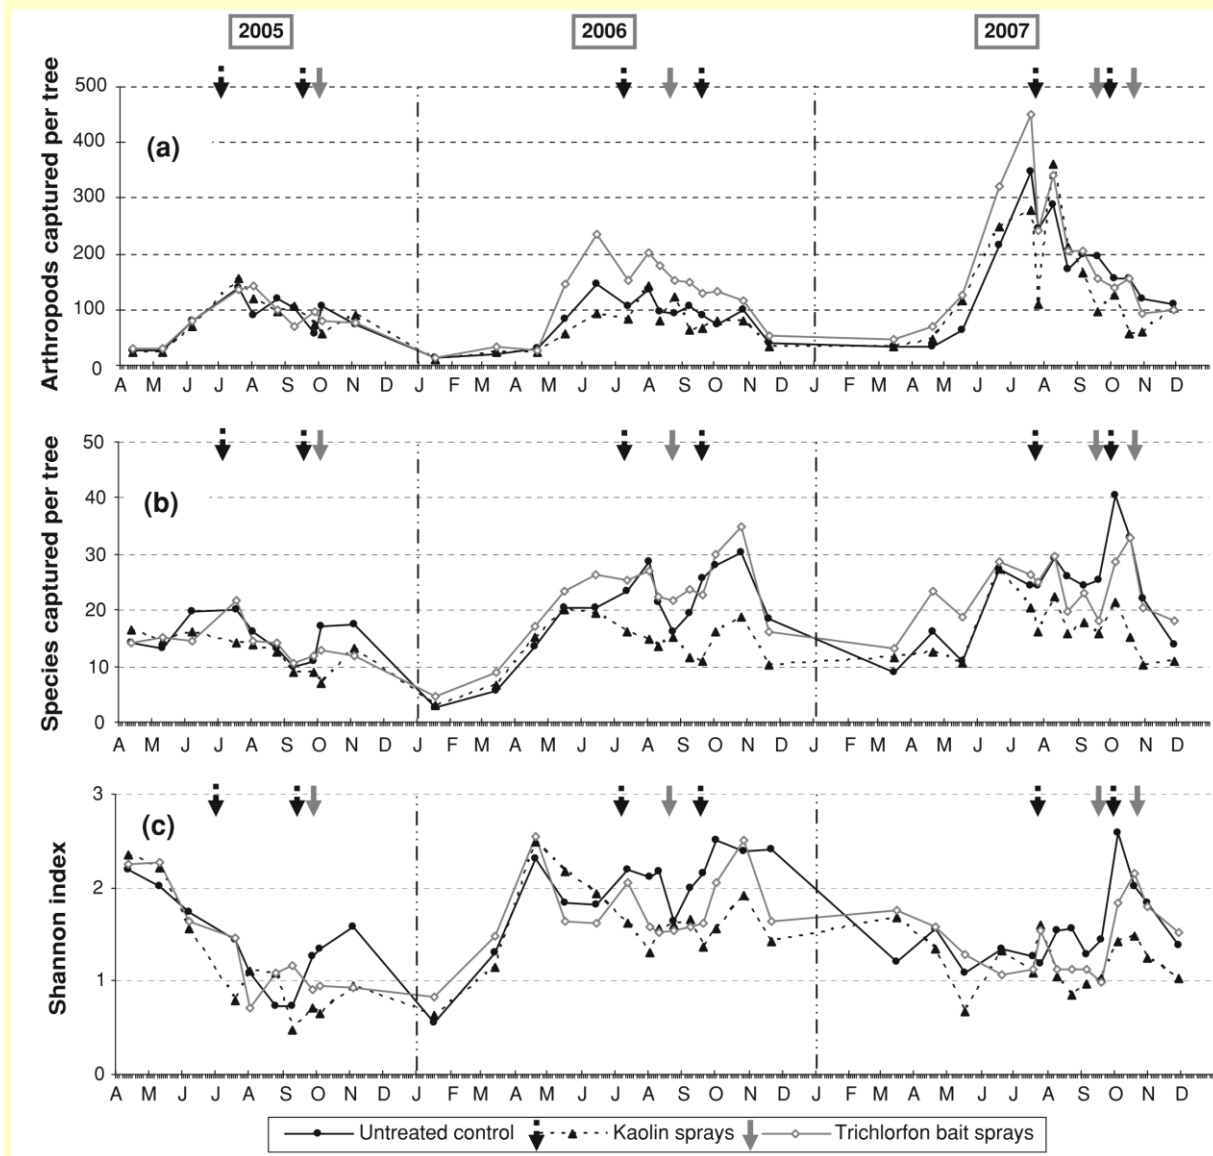 2005 2006 2007
Arthropods captured per tree
(a)
500
400
300
200
100
0
A M J J A S O N D J F M A M J J A S O N D J F M A M J J A S O N D
Species captured per tree
(b)
50
40
30
20
10
0
A M J J A S O N D J F M A M J J A S O N D J F M A M J J A S O N D
Shannon index
(c)
3
2
1
0
A M J J A S O N D J F M A M J J A S O N D J F M A M J J A S O N D
Untreated control Kaolin sprays Trichlorfon bait sprays